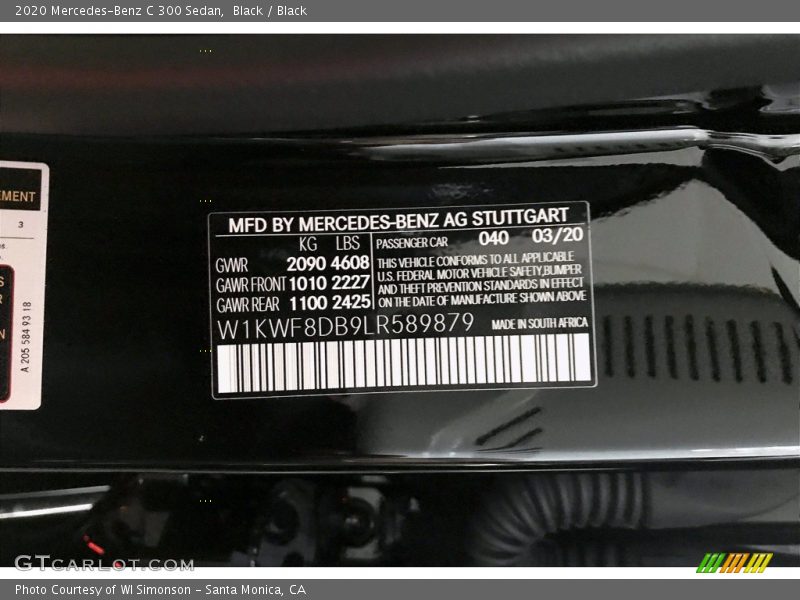 2020 Mercedes-Benz C 300 Sedan,  Black / Black
EMENT
3
A 205 584 93 18
MFD BY MERCEDES-BENZ AG STUTTGART
KG LBS
GWR 2090 4608
GAWR FRONT 1010 2227
GAWR REAR 1100 2425
PASSENGER CAR 040 03/20
THIS VEHICLE CONFORMS TO ALL APPLICABLE
U.S. FEDERAL MOTOR VEHICLE SAFETY,BUMPER
AND THEFT PREVENTION STANDARDS IN EFFECT
ON THE DATE OF MANUFACTURE SHOWN ABOVE
W1KWF8DB9LR589879 MADE IN SOUTH AFRICA
GTCARLOT.COM
Photo Courtesy of WI Simonson - Santa Monica, CA